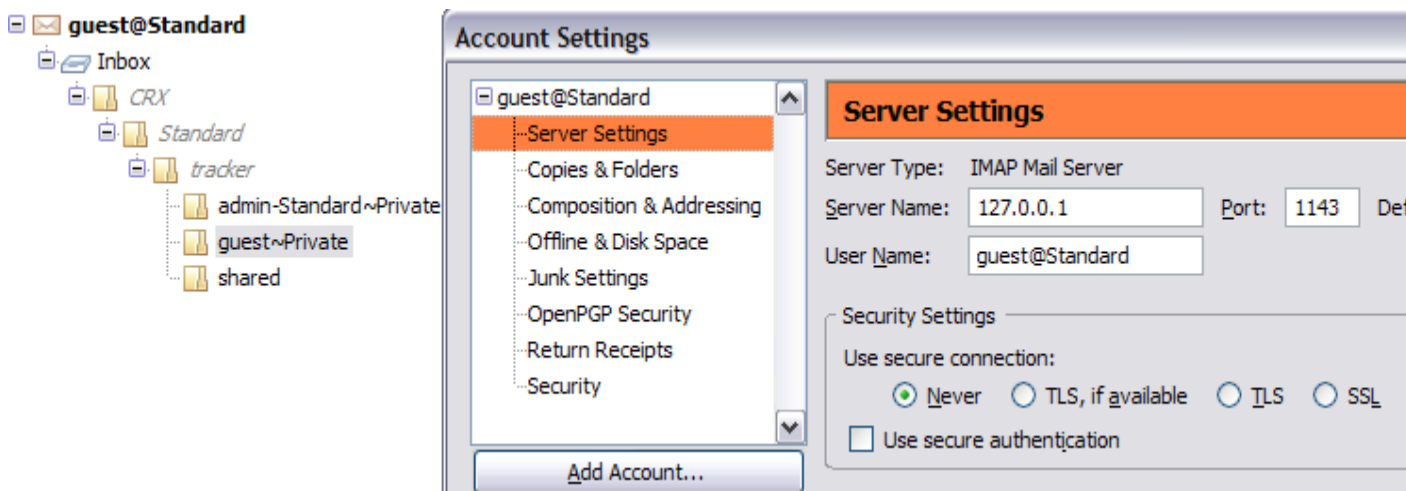 guest@Standard
Inbox
CRX
Standard
tracker
admin-Standard~Private
guest~Private
shared
Account Settings
guest@Standard
Server Settings
Copies & Folders
Composition & Addressing
Offline & Disk Space
Junk Settings
OpenPGP Security
Return Receipts
Security
Add Account...
Server Settings
Server Type: IMAP Mail Server
Server Name: 127.0.0.1 Port: 1143
User Name: guest@Standard
Security Settings
Use secure connection:
Never TLS, if available TLS SSL
Use secure authentication